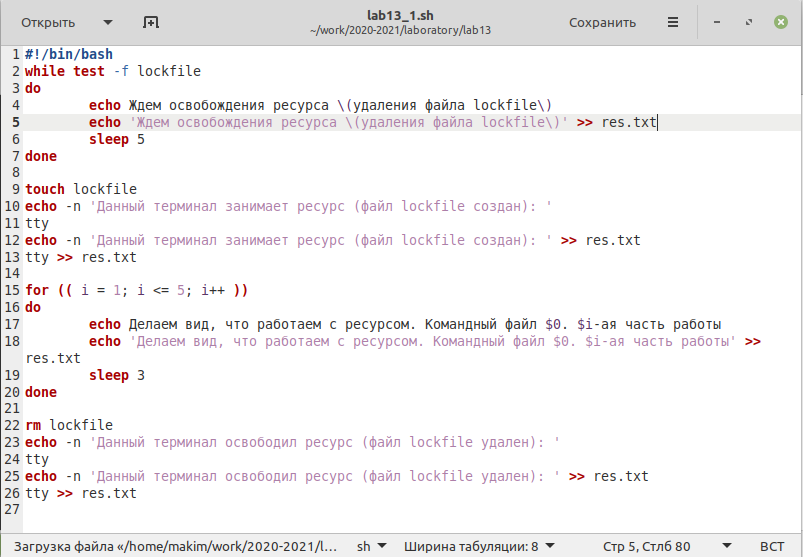 Открыть
lab13_1.sh
~/work/2020-2021/laboratory/lab13
Сохранить
1 #!/bin/bash
2 while test -f lockfile
3 do
4         echo Ждем освобождения ресурса \(удаления файла lockfile\)
5         echo 'Ждем освобождения ресурса \(удаления файла lockfile\)' >> res.txt
6         sleep 5
7 done
8
9 touch lockfile
10 echo -n 'Данный терминал занимает ресурс (файл lockfile создан): '
11 tty
12 echo -n 'Данный терминал занимает ресурс (файл lockfile создан): ' >> res.txt
13 tty >> res.txt
14
15 for (( i = 1; i <= 5; i++ ))
16 do
17         echo Делаем вид, что работаем с ресурсом. Командный файл $0. $i-ая часть работы
18         echo 'Делаем вид, что работаем с ресурсом. Командный файл $0. $i-ая часть работы' >>
res.txt
19         sleep 3
20 done
21
22 rm lockfile
23 echo -n 'Данный терминал освободил ресурс (файл lockfile удален): '
24 tty
25 echo -n 'Данный терминал освободил ресурс (файл lockfile удален): ' >> res.txt
26 tty >> res.txt
27
Загрузка файла «/home/makim/work/2020-2021/l... sh Ширина табуляции: 8 Стр 5, Стлб 80 ВСТ